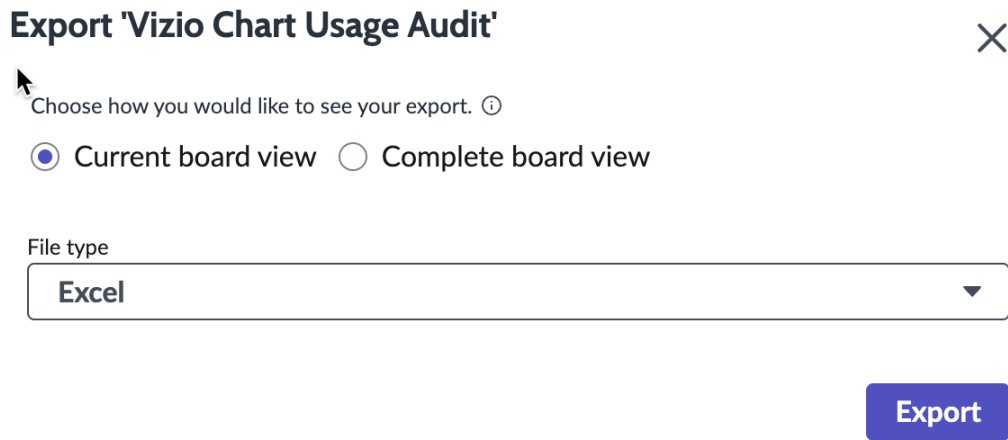 Export 'Vizio Chart Usage Audit'
Choose how you would like to see your export.
Current board view Complete board view
File type
Excel
Export